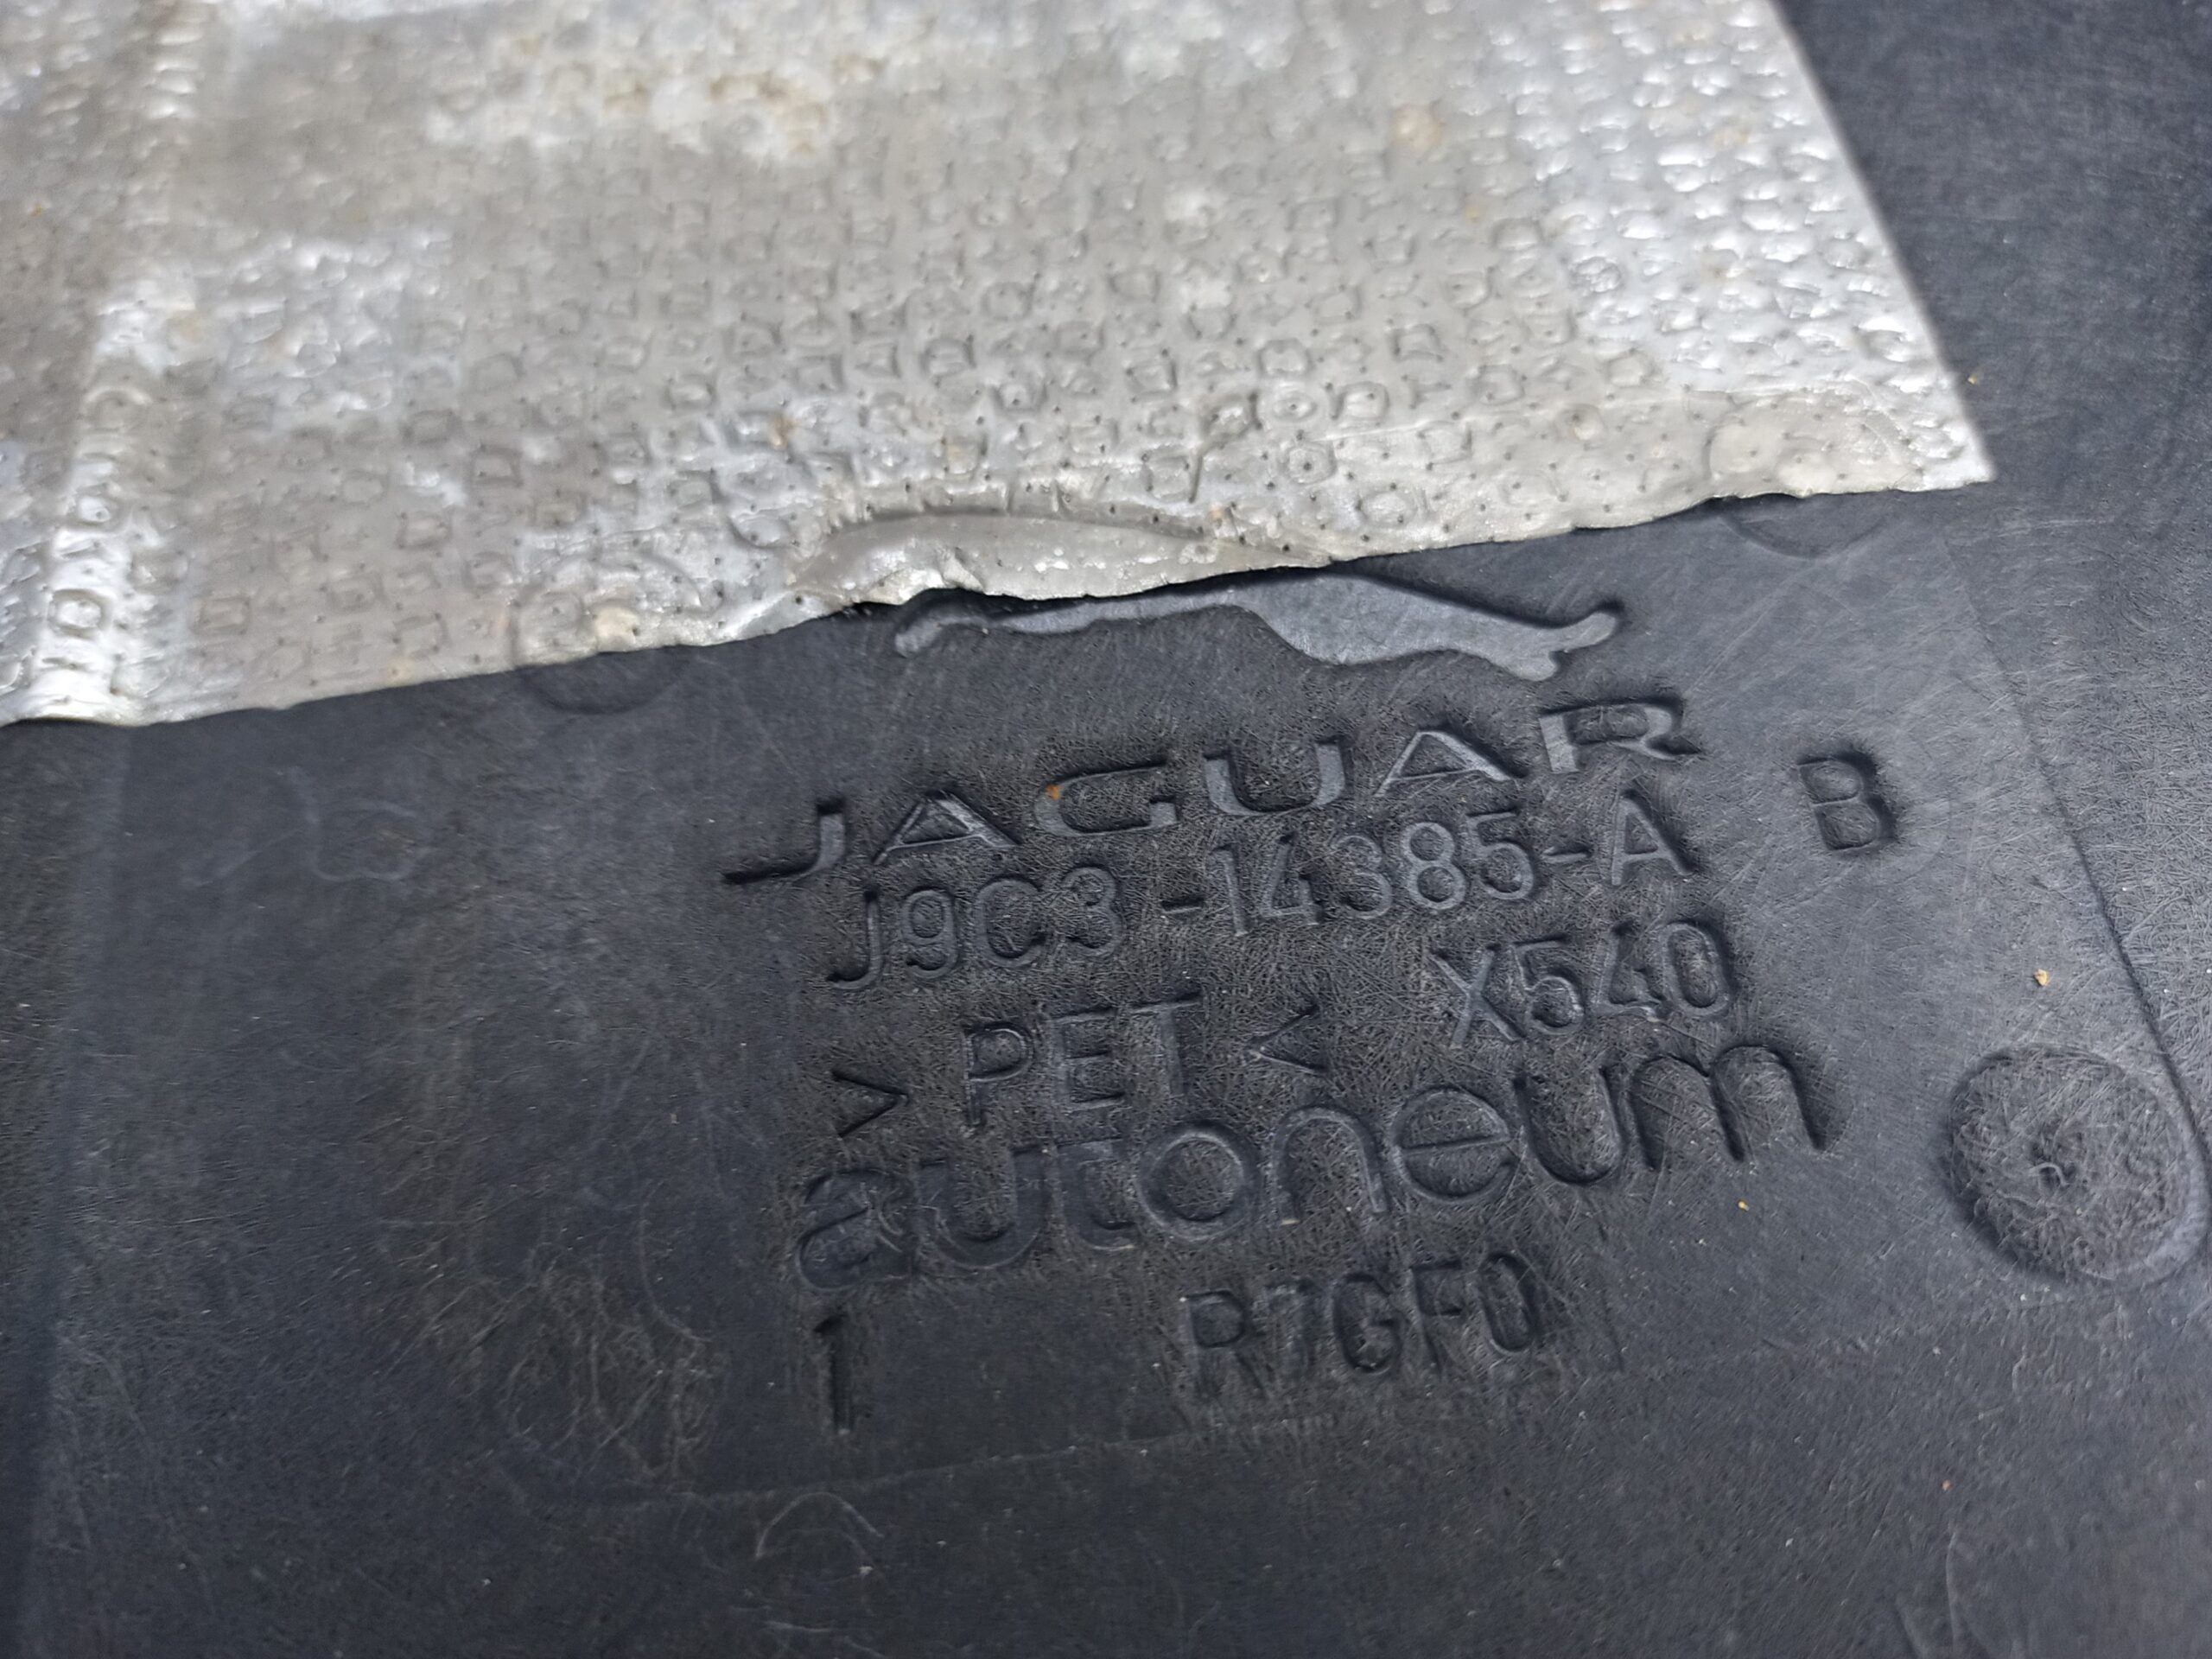 JAGUAR
J9C3-14385-A B
>PET< X540
autoneum
1 R7GF0